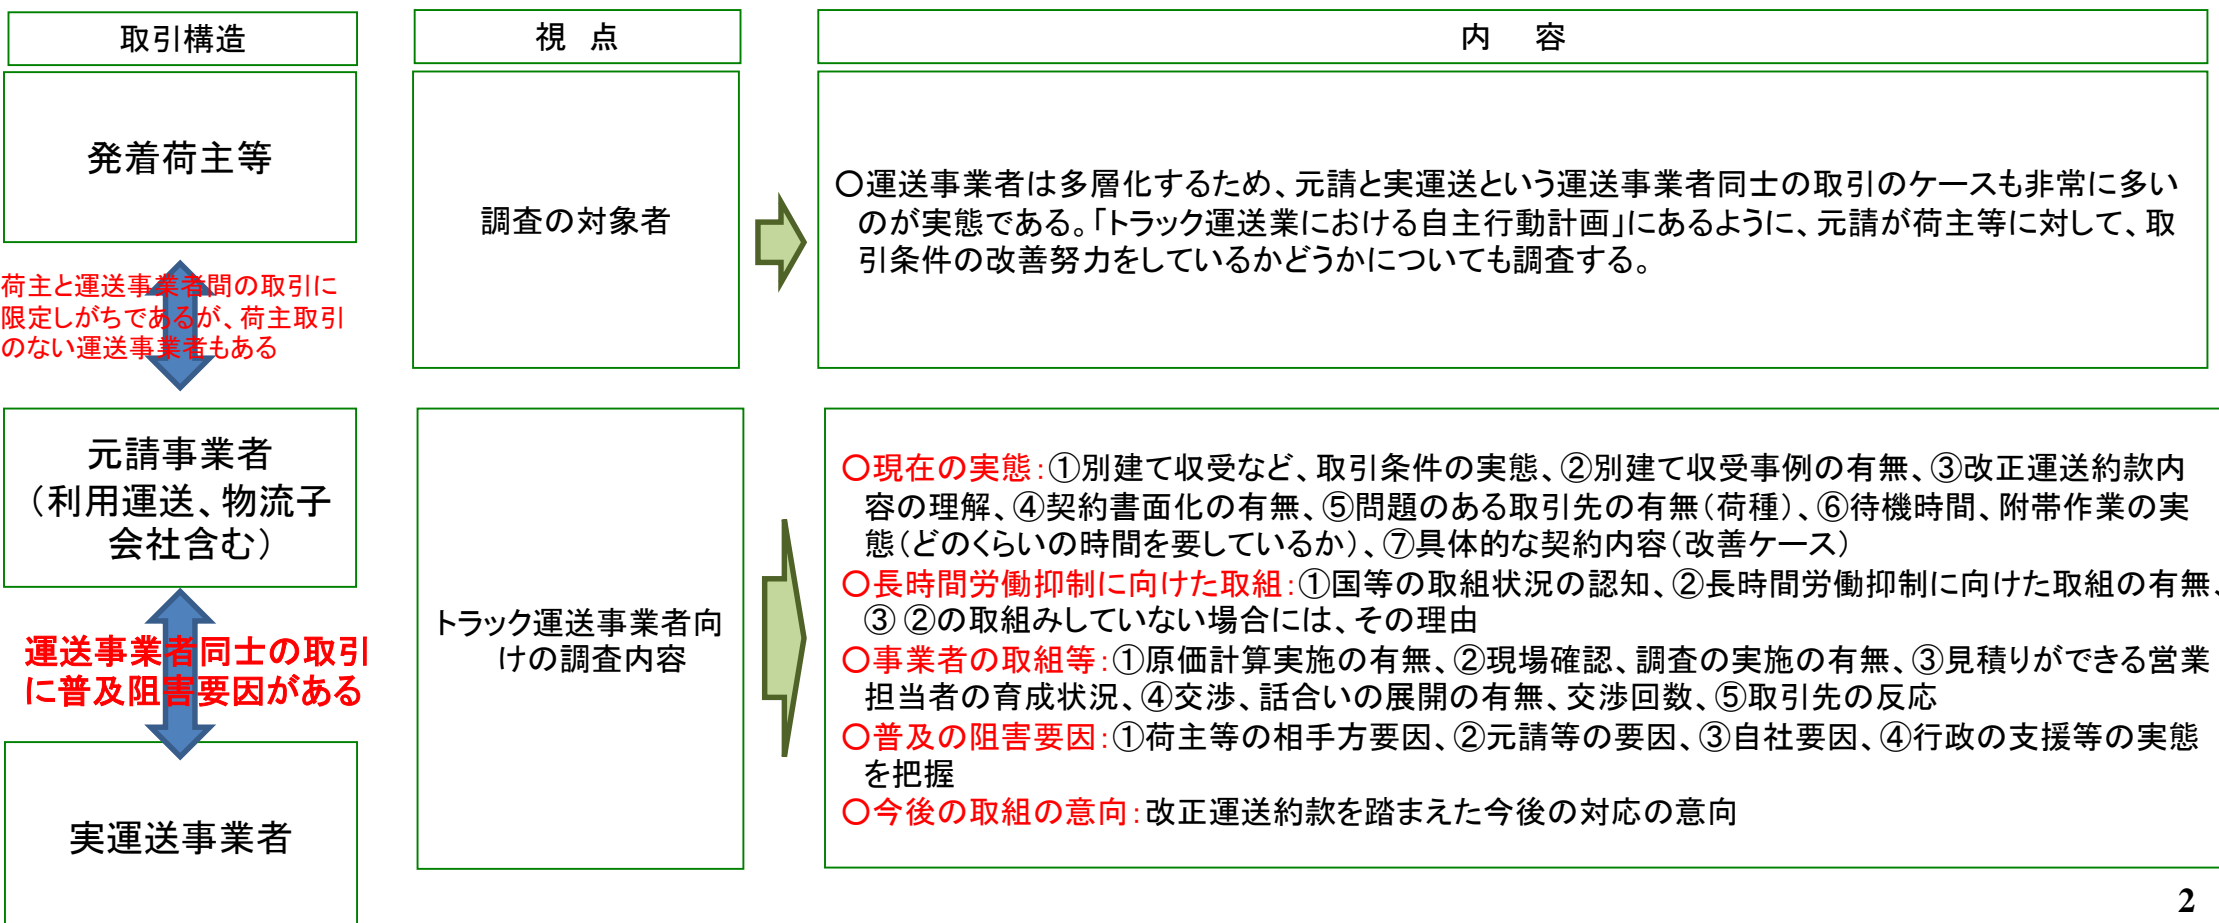 取引構造
視 点
内 容
発着荷主等
荷主と運送事業者間の取引に
限定しがちであるが、荷主取引
のない運送事業者もある
元請事業者
（利用運送、物流子
会社含む）
運送事業者同士の取引
に普及阻害要因がある
実運送事業者
調査の対象者
〇運送事業者は多層化するため、元請と実運送という運送事業者同士の取引のケースも非常に多い
のが実態である。「トラック運送業における自主行動計画」にあるように、元請が荷主等に対して、取
引条件の改善努力をしているかどうかについても調査する。
トラック運送事業者向
けの調査内容
〇現在の実態：①別建て収受など、取引条件の実態、②別建て収受事例の有無、③改正運送約款内
容の理解、④契約書面化の有無、⑤問題のある取引先の有無（荷種）、⑥待機時間、附帯作業の実
態（どのくらいの時間を要しているか）、⑦具体的な契約内容（改善ケース）
〇長時間労働抑制に向けた取組：①国等の取組状況の認知、②長時間労働抑制に向けた取組の有無、
③ ②の取組みしていない場合には、その理由
〇事業者の取組等：①原価計算実施の有無、②現場確認、調査の実施の有無、③見積りができる営業
担当者の育成状況、④交渉、話合いの展開の有無、交渉回数、⑤取引先の反応
〇普及の阻害要因：①荷主等の相手方要因、②元請等の要因、③自社要因、④行政の支援等の実態
を把握
〇今後の取組の意向：改正運送約款を踏まえた今後の対応の意向
2